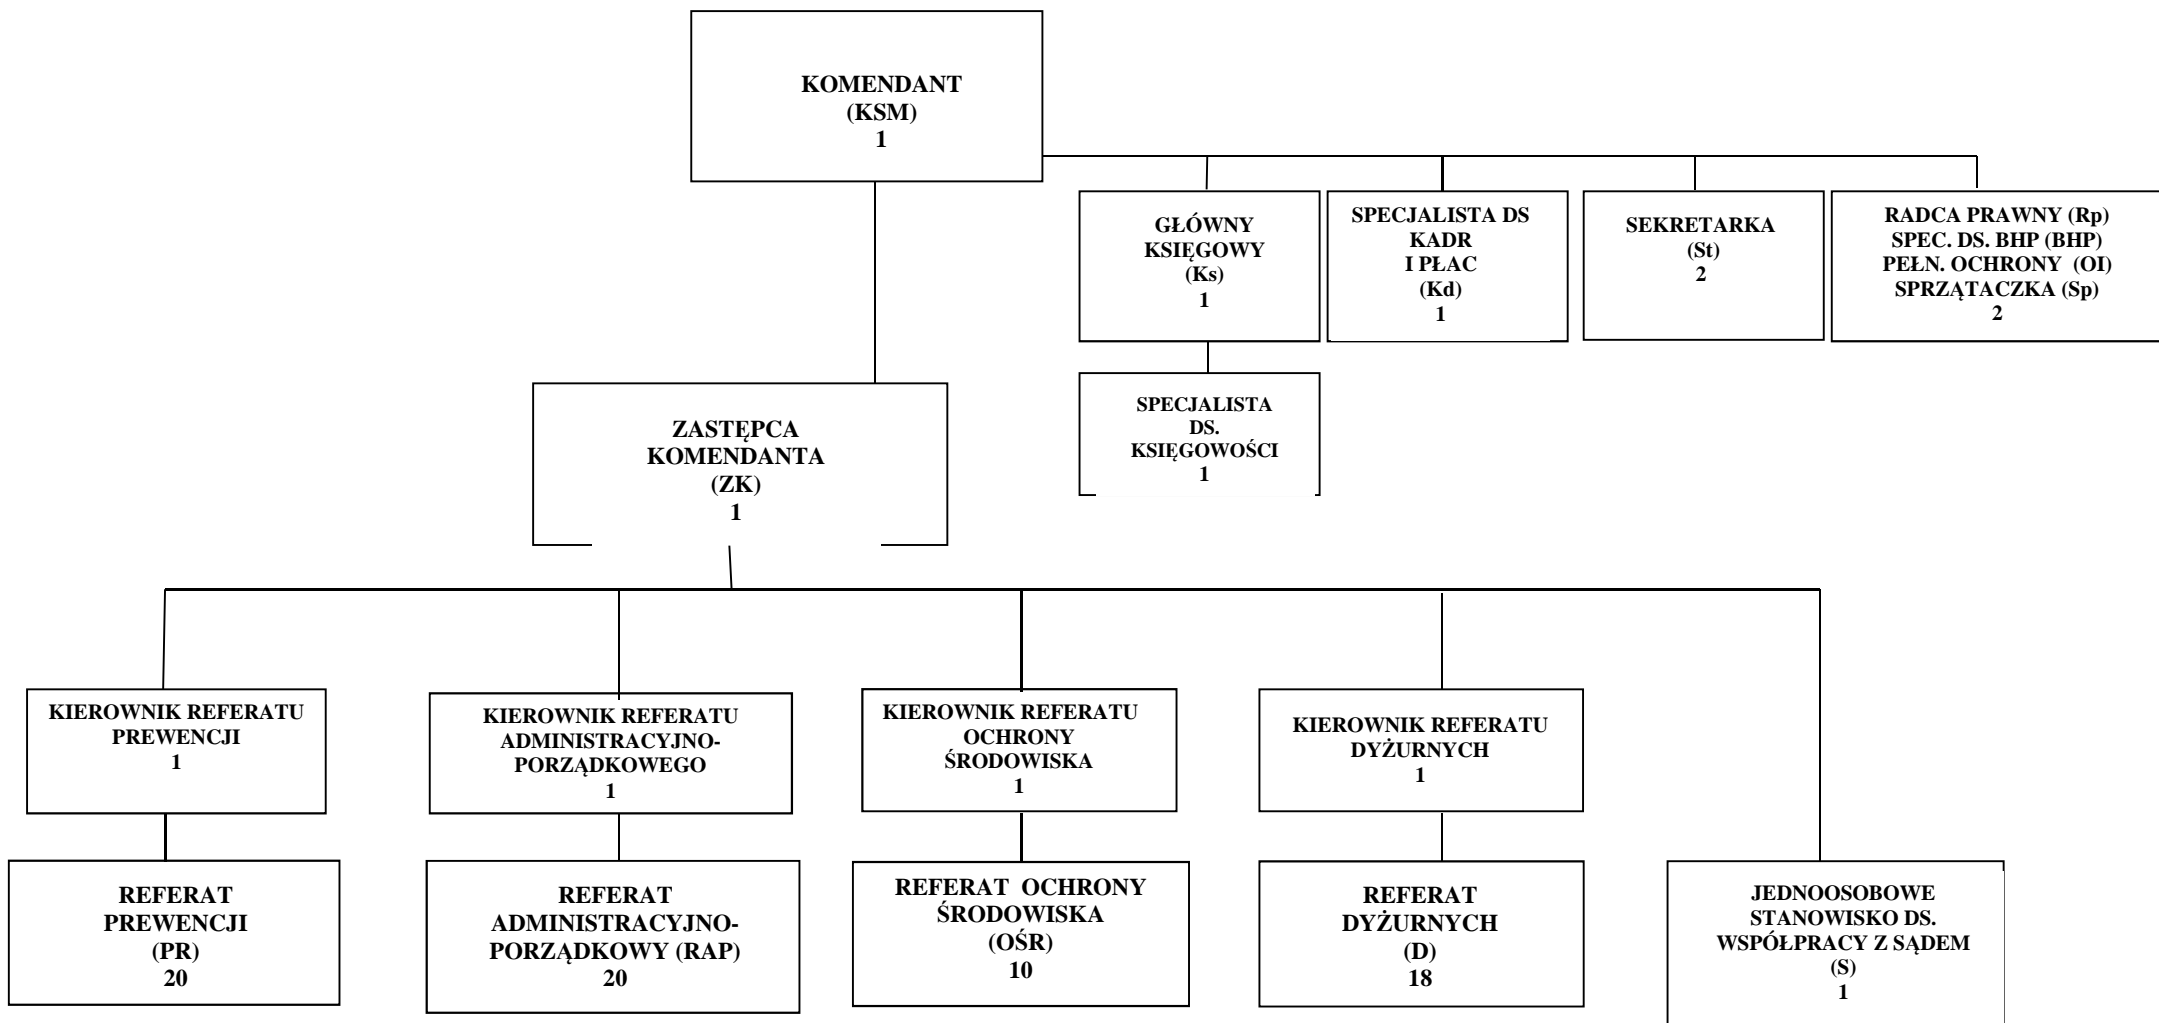 KOMENDANT
(KSM)
1
GŁÓWNY
KSIĘGOWY
(Ks)
1
SPECJALISTA DS
KADR
I PŁAC
(Kd)
1
SEKRETARKA
(St)
2
RADCA PRAWNY (Rp)
SPEC. DS. BHP (BHP)
PEŁN. OCHRONY (OI)
SPRZĄTACZKA (Sp)
2
SPECJALISTA
DS.
KSIĘGOWOŚCI
1
ZASTĘPCA
KOMENDANTA
(ZK)
1
KIEROWNIK REFERATU
PREWENCJI
1
KIEROWNIK REFERATU
ADMINISTRACYJNO-
PORZĄDKOWEGO
1
KIEROWNIK REFERATU
OCHRONY
ŚRODOWISKA
1
KIEROWNIK REFERATU
DYŻURNYCH
1
REFERAT
PREWENCJI
(PR)
20
REFERAT
ADMINISTRACYJNO-
PORZĄDKOWY (RAP)
20
REFERAT OCHRONY
ŚRODOWISKA
(OŚR)
10
REFERAT
DYŻURNYCH
(D)
18
JEDNOOSOBOWE
STANOWISKO DS.
WSPÓŁPRACY Z SĄDEM
(S)
1